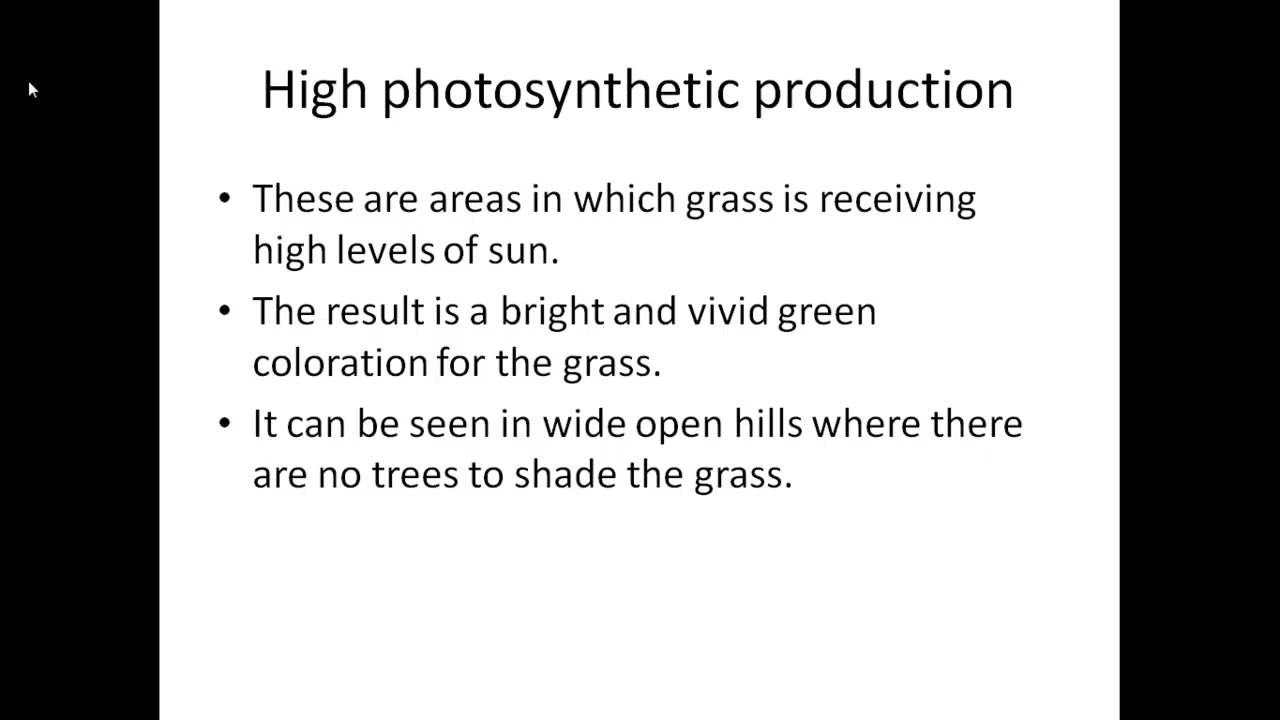 High photosynthetic production
• These are areas in which grass is receiving
high levels of sun.
• The result is a bright and vivid green
coloration for the grass.
• It can be seen in wide open hills where there
are no trees to shade the grass.